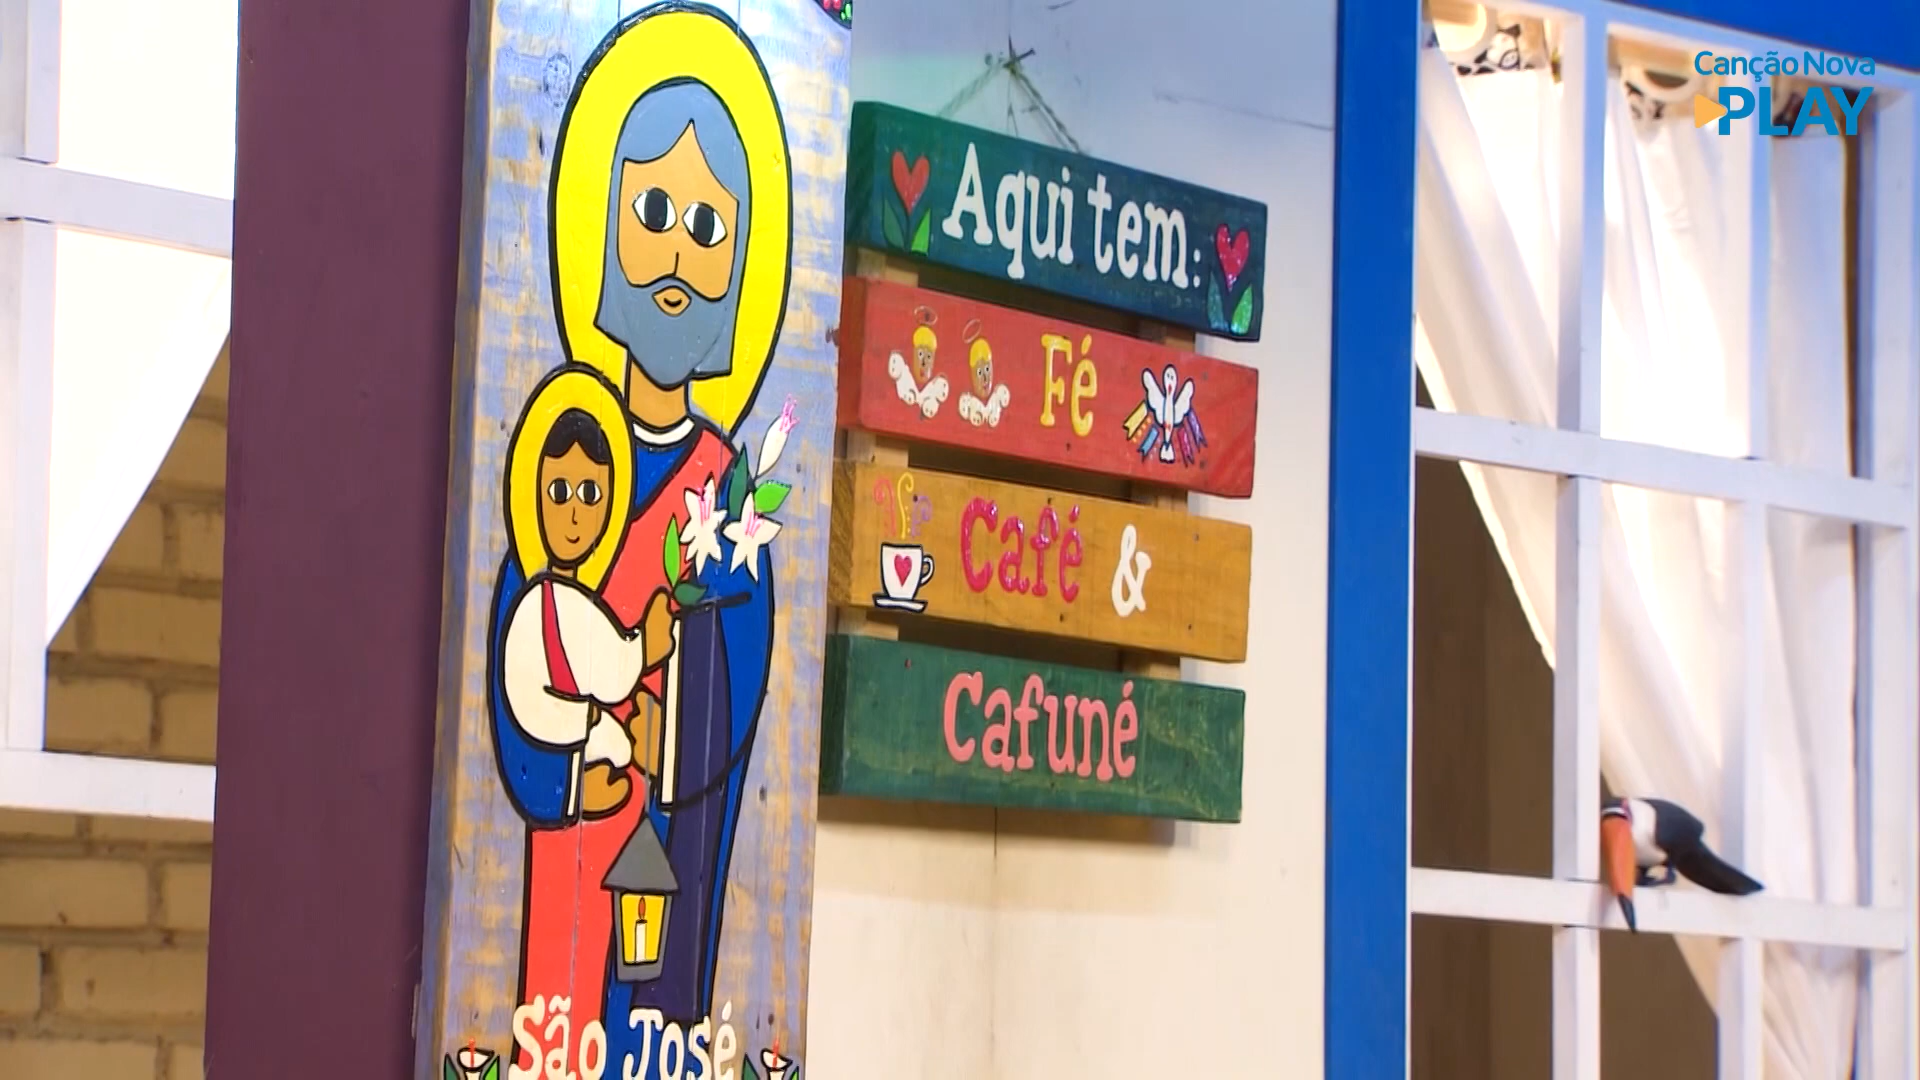 Canção Nova
PLAY
Aqui tem:
Fé
Café &
Cafuné
São José